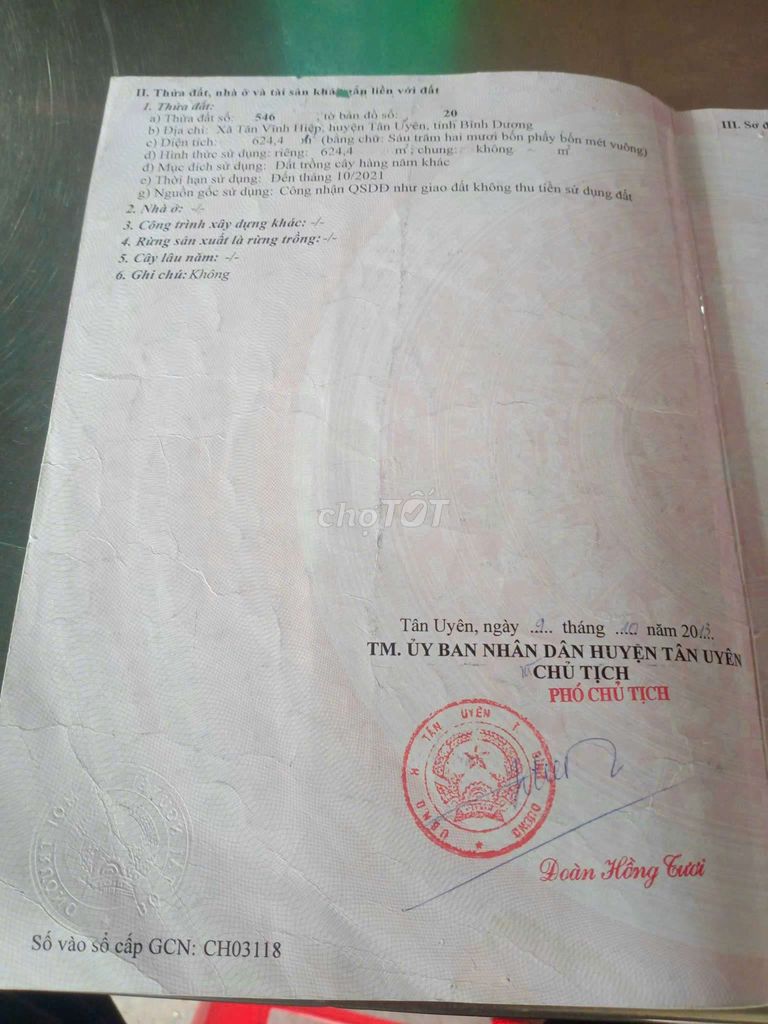 II. Thửa đất, nhà ở và tài sản khác gắn liền với đất
1. Thửa đất:
a) Thửa đất số: 546 , tờ bản đồ số: 20
b) Địa chỉ: Xã Tân Vĩnh Hiệp, huyện Tân Uyên, tỉnh Bình Dương
c) Diện tích: 624,4 m² (bằng chữ: Sáu trăm hai mươi bốn phẩy bốn mét vuông)
d) Hình thức sử dụng: riêng: 624,4 m²; chung: không m²
đ) Mục đích sử dụng: Đất trồng cây hàng năm khác
e) Thời hạn sử dụng: Đến tháng 10/2021
g) Nguồn gốc sử dụng: Công nhận QSDĐ như giao đất không thu tiền sử dụng đất
2. Nhà ở: -/-
3. Công trình xây dựng khác: -/-
4. Rừng sản xuất là rừng trồng: -/-
5. Cây lâu năm: -/-
6. Ghi chú: Không
III. Sơ đ
chợTỐT
Tân Uyên, ngày 9 tháng 10 năm 2013.
TM. ỦY BAN NHÂN DÂN HUYỆN TÂN UYÊN
KT CHỦ TỊCH
PHÓ CHỦ TỊCH
UBND H TÂN UYÊN T
Đoàn Hồng Tươi
Số vào sổ cấp GCN: CH03118